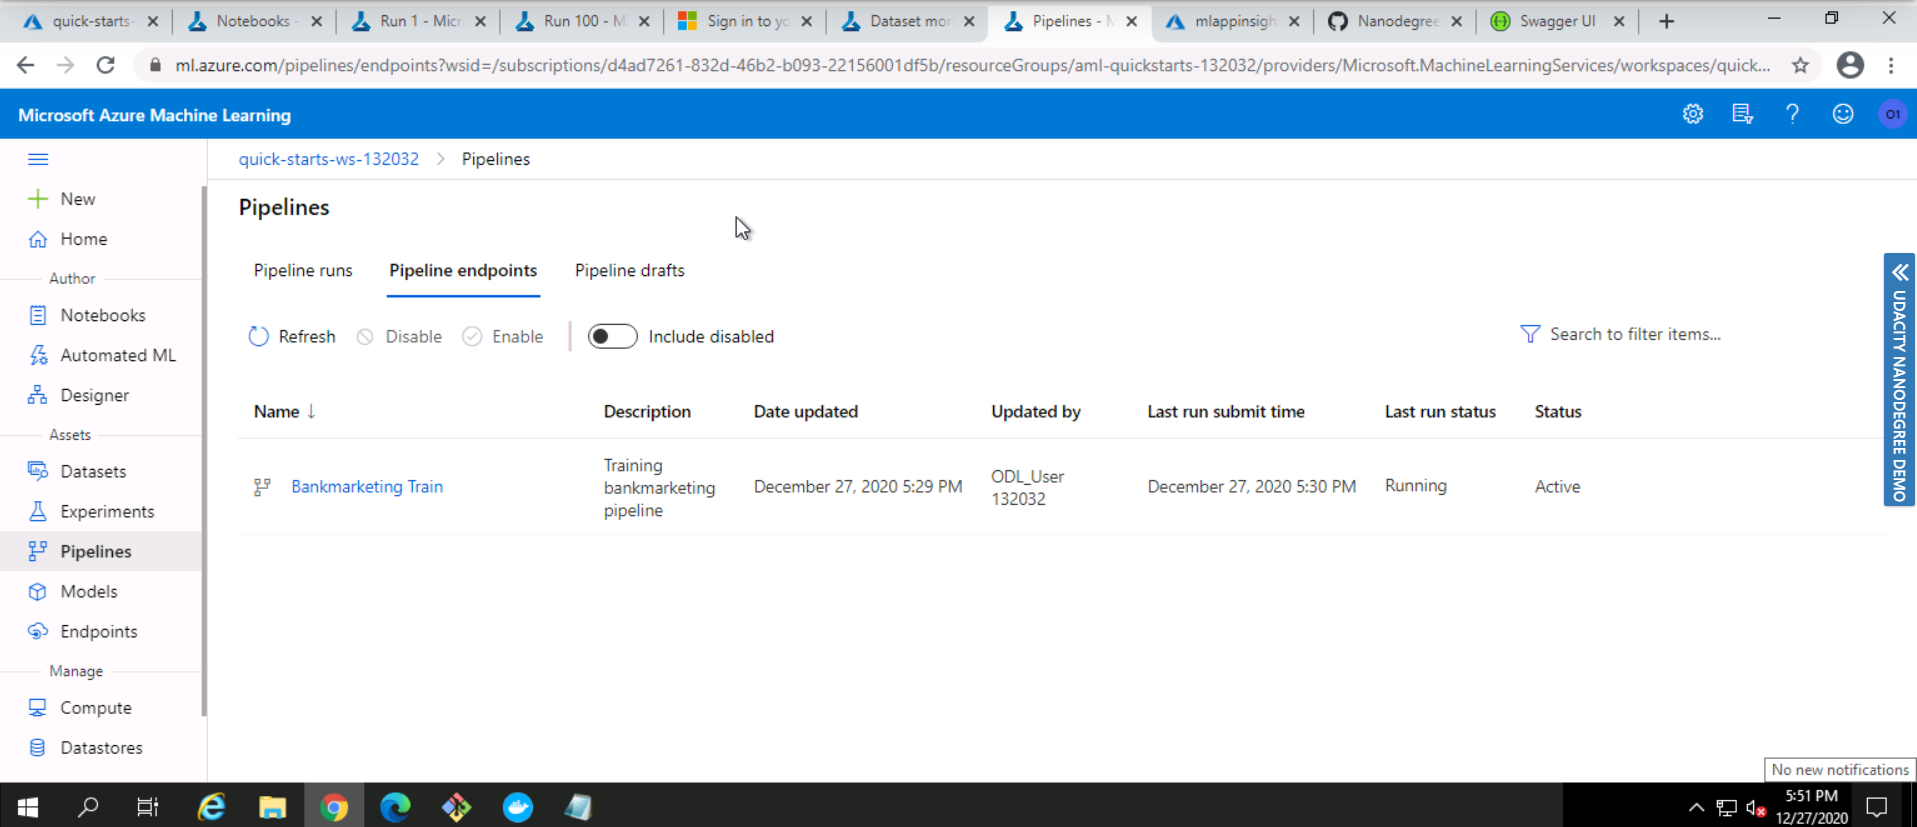 quick-starts-
Notebooks -
Run 1 - Micr
Run 100 - M
Sign in to yo
Dataset mon
Pipelines - M
mlappinsigh
Nanodegree
Swagger UI
ml.azure.com/pipelines/endpoints?wsid=/subscriptions/d4ad7261-832d-46b2-b093-22156001df5b/resourceGroups/aml-quickstarts-132032/providers/Microsoft.MachineLearningServices/workspaces/quick...
Microsoft Azure Machine Learning
O1
quick-starts-ws-132032 > Pipelines
New
Home
Author
Notebooks
Automated ML
Designer
Assets
Datasets
Experiments
Pipelines
Models
Endpoints
Manage
Compute
Datastores
Pipelines
Pipeline runs
Pipeline endpoints
Pipeline drafts
Refresh
Disable
Enable
Include disabled
Search to filter items...
Name ↓
Description
Date updated
Updated by
Last run submit time
Last run status
Status
Bankmarketing Train
Training
bankmarketing
pipeline
December 27, 2020 5:29 PM
ODL_User
132032
December 27, 2020 5:30 PM
Running
Active
UDACITY NANODEGREE DEMO
No new notifications
5:51 PM
12/27/2020